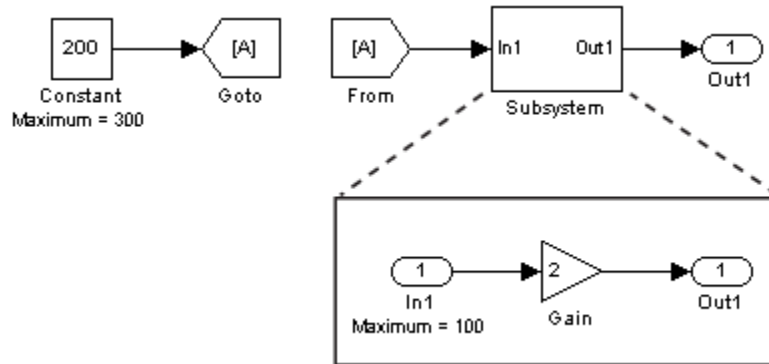 200
[A]
[A]
In1 Out1
1
Constant
Goto
From
Subsystem
Out1
Maximum = 300
1
2
1
In1
Gain
Out1
Maximum = 100